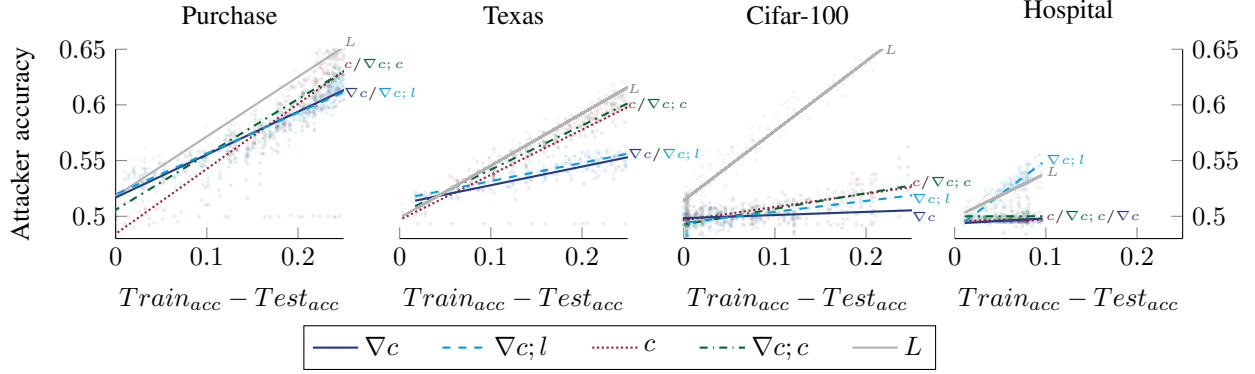 Purchase Texas Cifar-100 Hospital
Attacker accuracy
0.65 0.6 0.55 0.5
L
c/∇c; c
∇c/∇c; l
L
c/∇c; c
∇c/∇c; l
L
c/∇c; c
∇c; l
∇c
∇c; l
L
c/∇c; c/∇c
0.65 0.6 0.55 0.5
0 0.1 0.2 0 0.1 0.2 0 0.1 0.2 0 0.1 0.2
Train_acc − Test_acc Train_acc − Test_acc Train_acc − Test_acc Train_acc − Test_acc
∇c ∇c; l c ∇c; c L